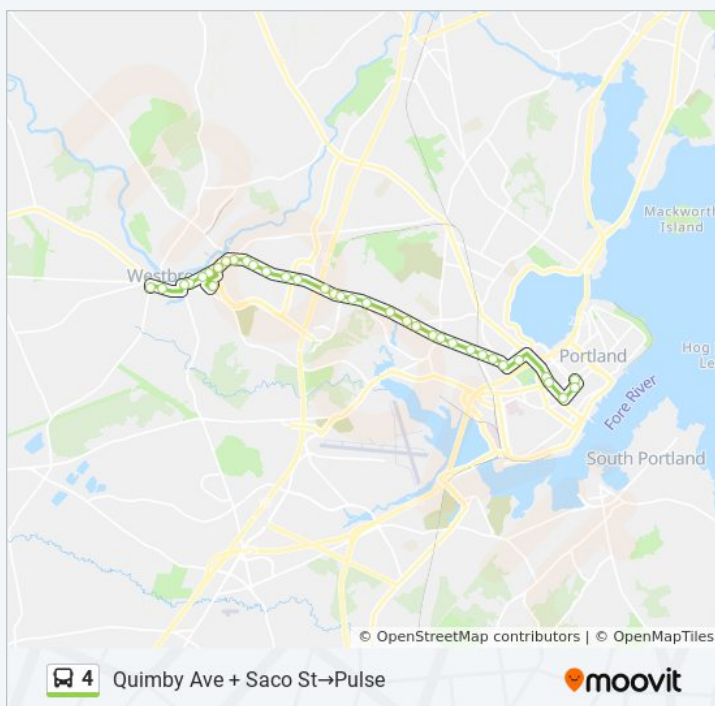 Mackworth
Island
Westbro
Portland
Hog
Le
Fore River
South Portland
© OpenStreetMap contributors | © OpenMapTiles
4 Quimby Ave + Saco St→Pulse
moovit